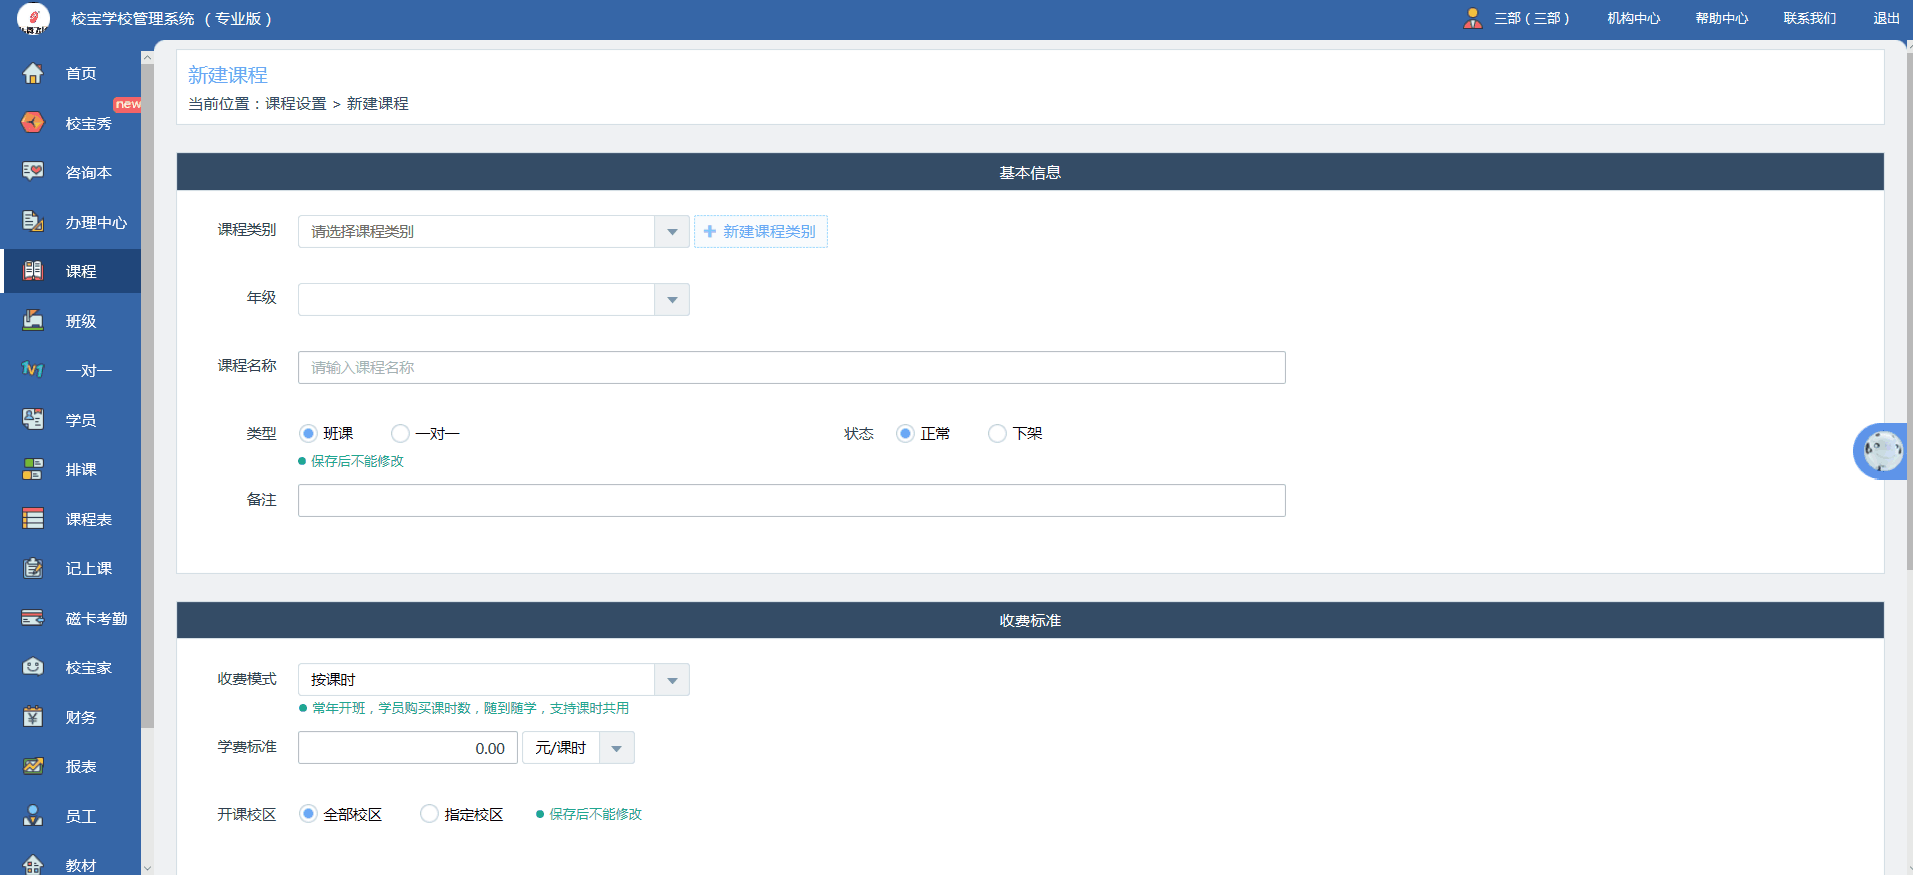 校宝学校管理系统 （专业版）
三部（三部）
机构中心
帮助中心
联系我们
退出
首页
new
校宝秀
咨询本
办理中心
课程
班级
1v1
一对一
学员
排课
课程表
记上课
磁卡考勤
校宝家
财务
报表
员工
教材
新建课程
当前位置：课程设置 > 新建课程
基本信息
课程类别
请选择课程类别
新建课程类别
年级
课程名称
请输入课程名称
类型
班课
一对一
状态
正常
下架
保存后不能修改
备注
收费标准
收费模式
按课时
常年开班，学员购买课时数，随到随学，支持课时共用
学费标准
0.00
元/课时
开课校区
全部校区
指定校区
保存后不能修改